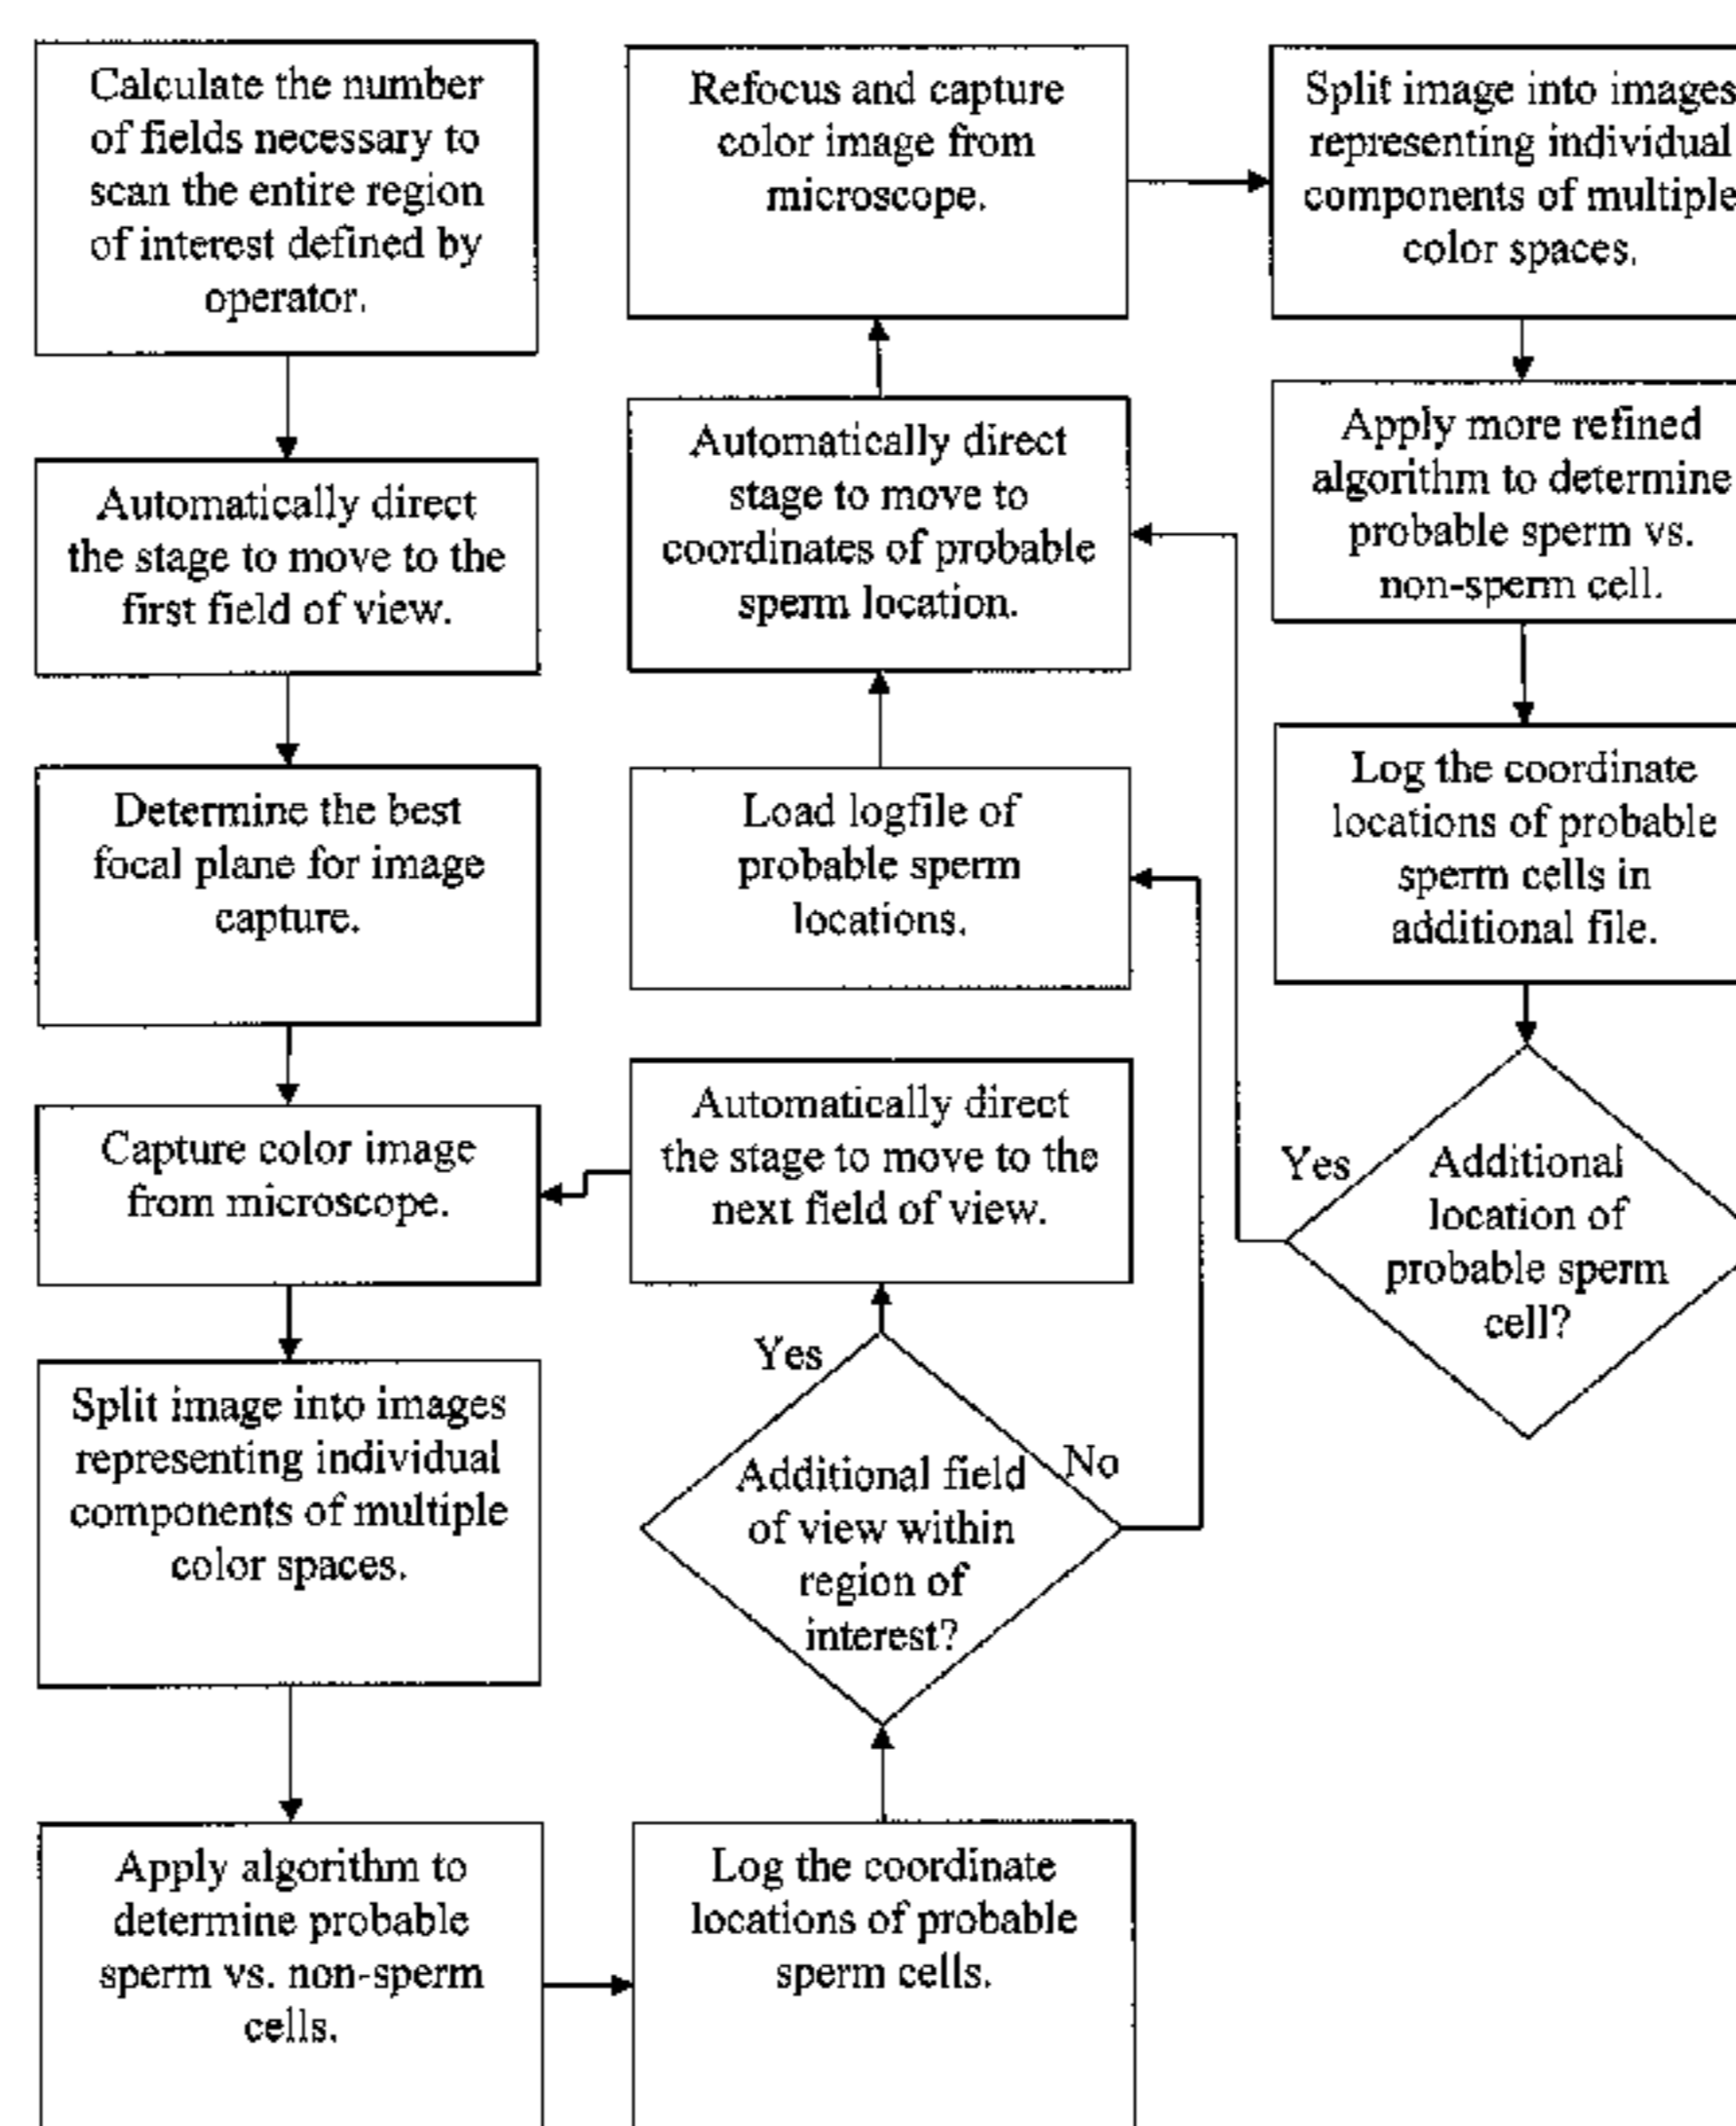 Calculate the number
of fields necessary to
scan the entire region
of interest defined by
operator.
Automatically direct
the stage to move to the
first field of view.
Determine the best
focal plane for image
capture.
Capture color image
from microscope.
Split image into images
representing individual
components of multiple
color spaces.
Apply algorithm to
determine probable
sperm vs. non-sperm
cells.
Refocus and capture
color image from
microscope.
Automatically direct
stage to move to
coordinates of probable
sperm location.
Load logfile of
probable sperm
locations.
Automatically direct
the stage to move to the
next field of view.
Yes
No
Additional field
of view within
region of
interest?
Log the coordinate
locations of probable
sperm cells.
Split image into images
representing individual
components of multiple
color spaces.
Apply more refined
algorithm to determine
probable sperm vs.
non-sperm cell.
Log the coordinate
locations of probable
sperm cells in
additional file.
Yes
Additional
location of
probable sperm
cell?